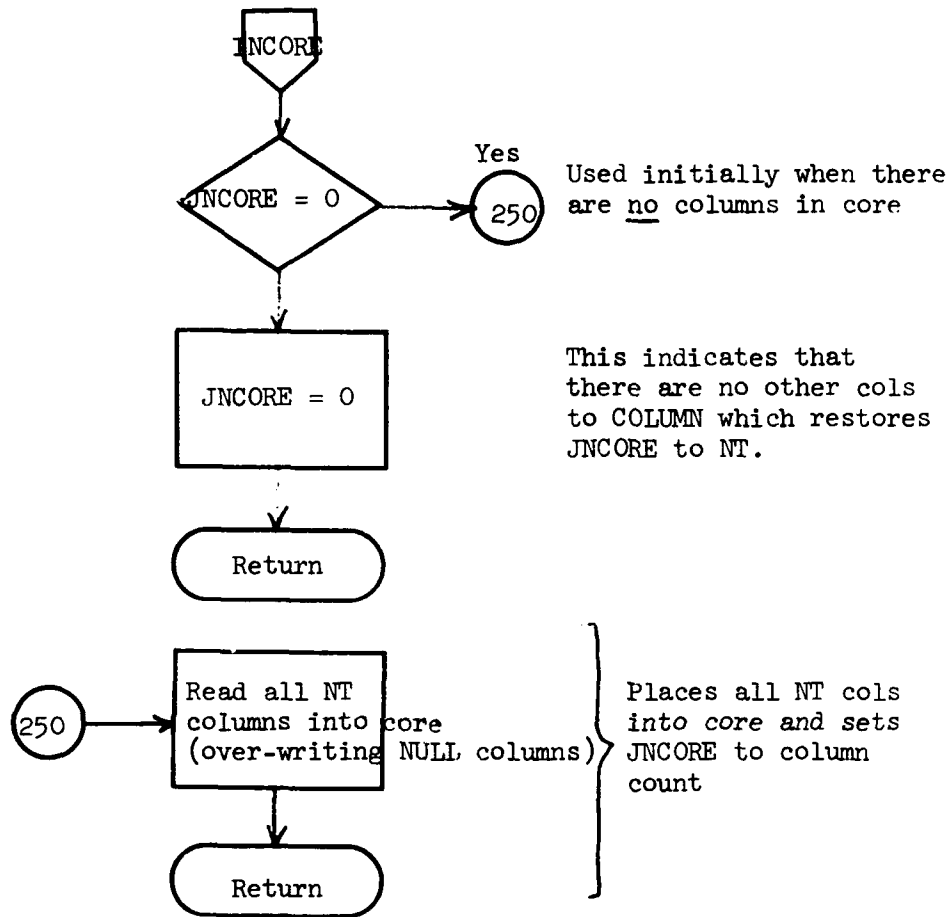 INCORE
JNCORE = 0
Yes
250
Used initially when there
are no columns in core
JNCORE = 0
This indicates that
there are no other cols
to COLUMN which restores
JNCORE to NT.
Return
250
Read all NT
columns into core
(over-writing NULL columns)
Places all NT cols
into core and sets
JNCORE to column
count
Return